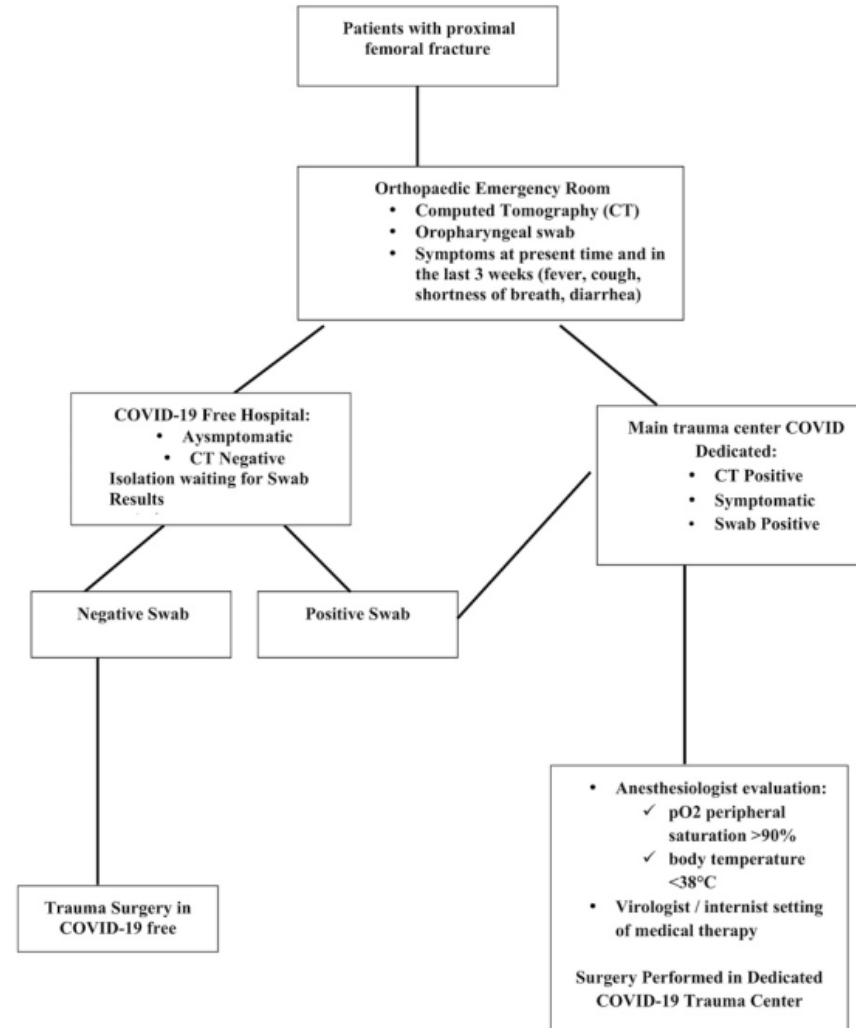 Patients with proximal
femoral fracture
Orthopaedic Emergency Room
• Computed Tomography (CT)
• Oropharyngeal swab
• Symptoms at present time and in
the last 3 weeks (fever, cough,
shortness of breath, diarrhea)
COVID-19 Free Hospital:
• Aysmptomatic
• CT Negative
Isolation waiting for Swab
Results
Main trauma center COVID
Dedicated:
• CT Positive
• Symptomatic
• Swab Positive
Negative Swab
Positive Swab
Trauma Surgery in
COVID-19 free
• Anesthesiologist evaluation:
✓ pO2 peripheral
saturation >90%
✓ body temperature
<38°C
• Virologist / internist setting
of medical therapy
Surgery Performed in Dedicated
COVID-19 Trauma Center